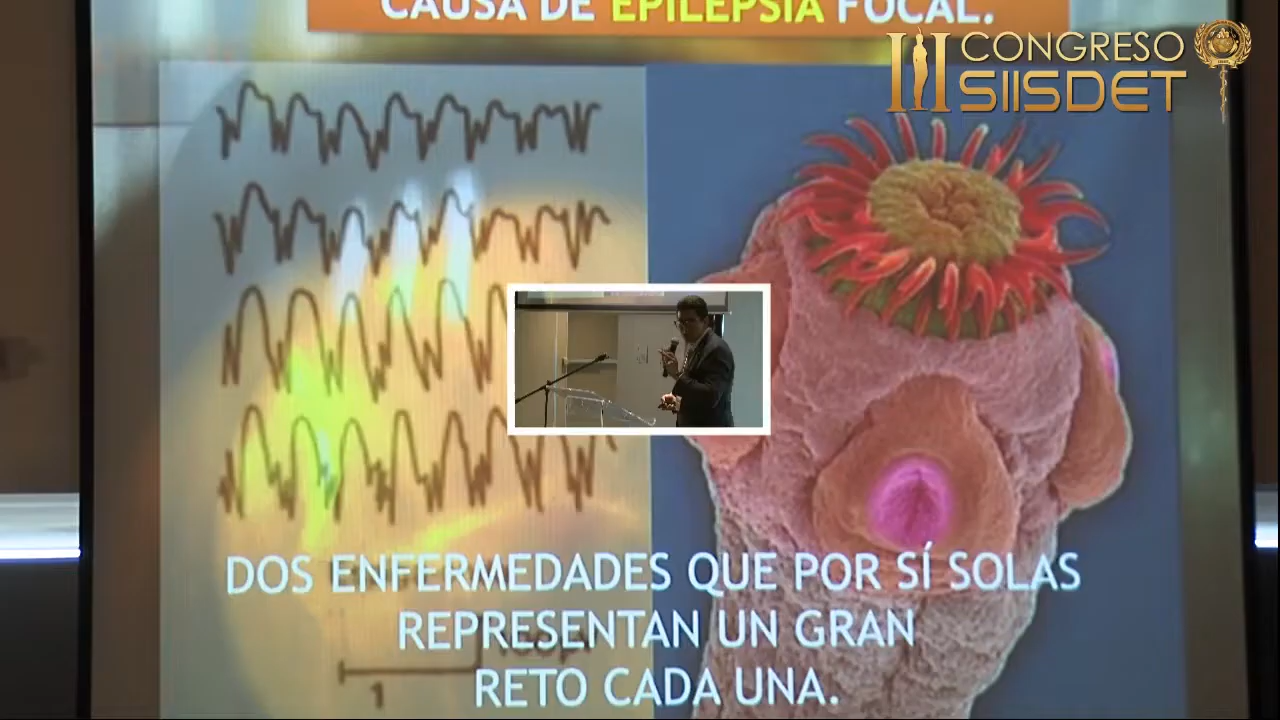 CAUSA DE EPILEPSIA FOCAL.
III CONGRESO
SIISDET
DOS ENFERMEDADES QUE POR SÍ SOLAS
REPRESENTAN UN GRAN
RETO CADA UNA.
1